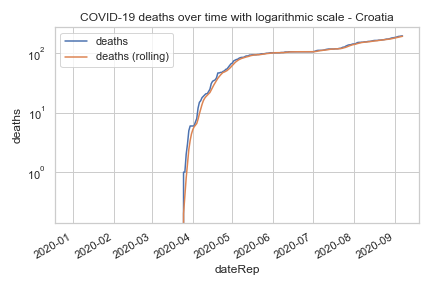 COVID-19 deaths over time with logarithmic scale - Croatia
deaths
deaths (rolling)
10²
10¹
10⁰
deaths
2020-01
2020-02
2020-03
2020-04
2020-05
2020-06
2020-07
2020-08
2020-09
dateRep